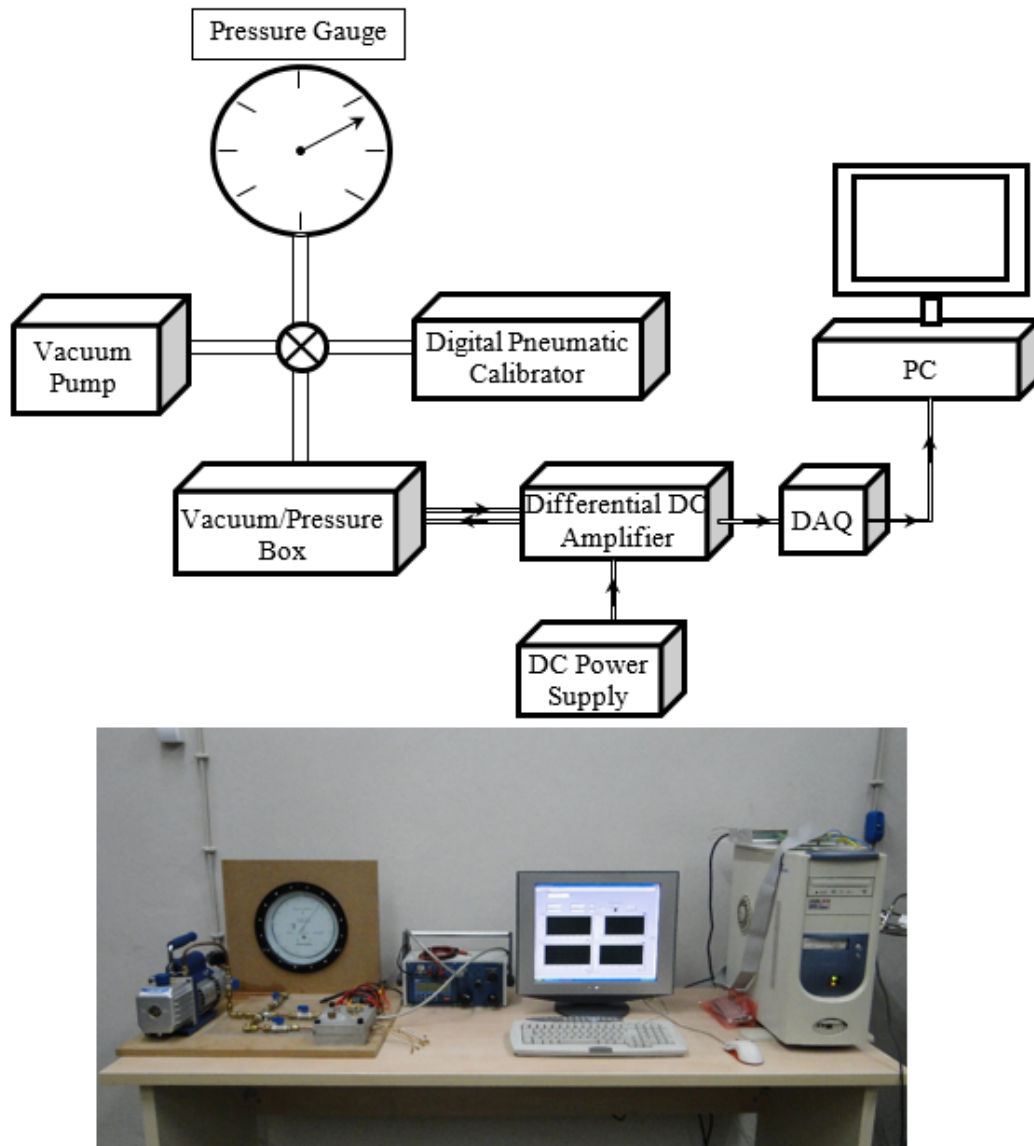 Pressure Gauge
Vacuum
Pump
Digital Pneumatic
Calibrator
PC
Vacuum/Pressure
Box
Differential DC
Amplifier
DAQ
DC Power
Supply